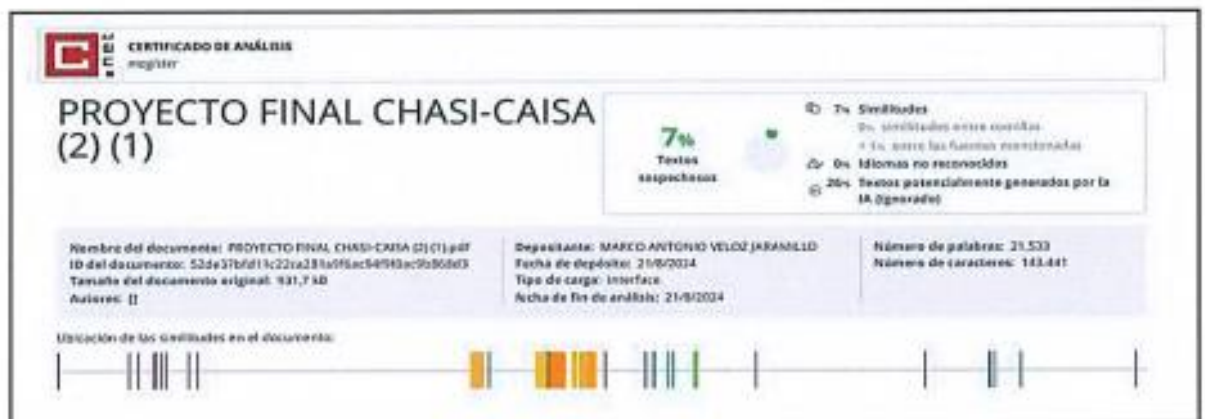 CERTIFICADO DE ANÁLISIS
magister
PROYECTO FINAL CHASI-CAISA
(2) (1)
7%
Textos
sospechosos
7% Similitudes
0% similitudes entre comillas
< 1% entre las fuentes mencionadas
0% Idiomas no reconocidos
26% Textos potencialmente generados por la
IA (ignorado)
Nombre del documento: PROYECTO FINAL CHASI-CAISA (2) (1).pdf
ID del documento:
Tamaño del documento original: 931,7 kB
Autores: []
Depositante: MARCO ANTONIO VELOZ JARAMILLO
Fecha de depósito: 21/8/2024
Tipo de carga: interface
fecha de fin de análisis: 21/8/2024
Número de palabras: 21.533
Número de caracteres: 143.441
Ubicación de las similitudes en el documento: